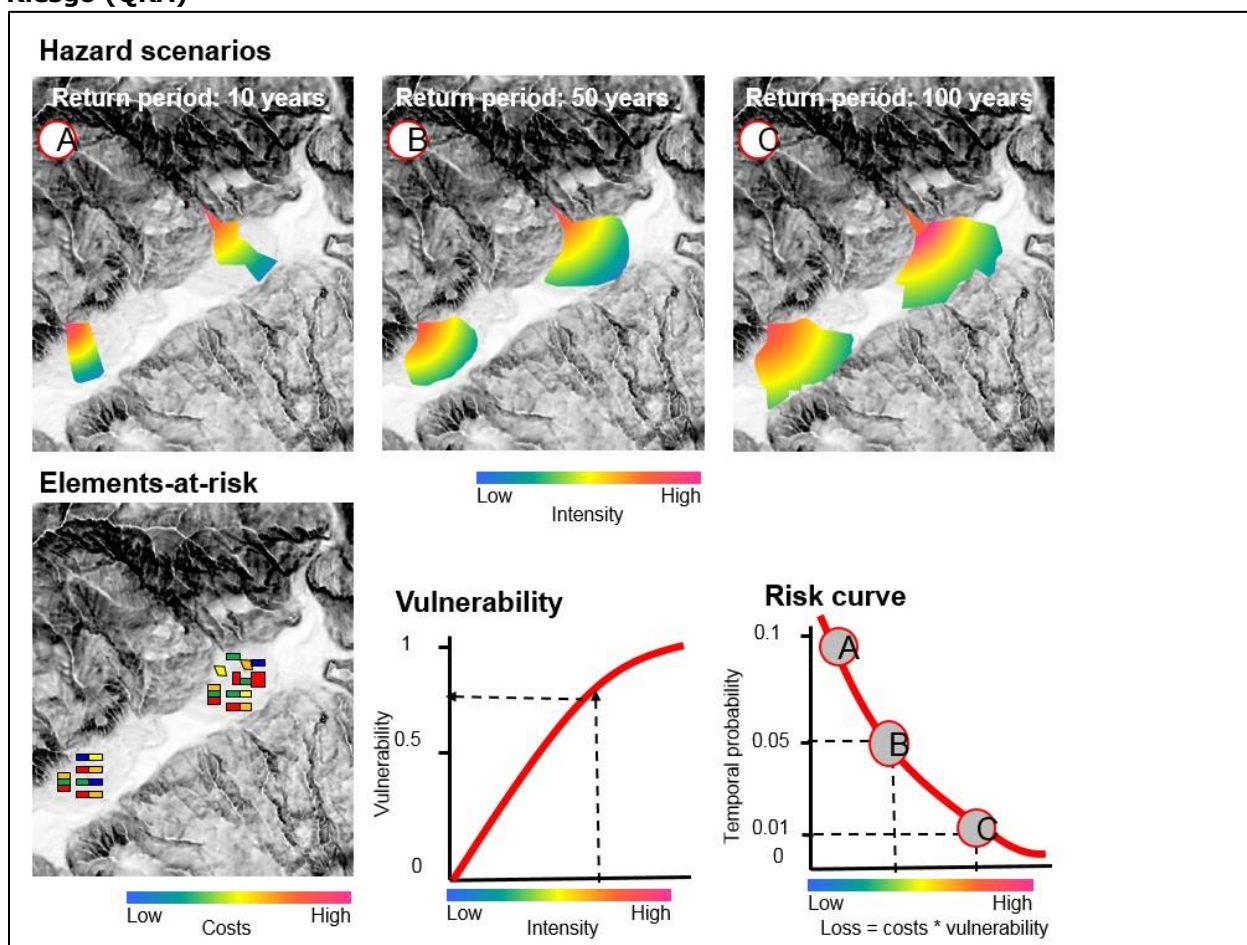 Riesgo (QRA)
Hazard scenarios
Return period: 10 years
Return period: 50 years
Return period: 100 years
A
B
C
Low
High
Intensity
Elements-at-risk
Low
High
Costs
Vulnerability
1
0.5
0
Vulnerability
Low
High
Intensity
Risk curve
0.1
0.05
0.01
0
Temporal probability
A
B
C
Low
High
Loss = costs * vulnerability